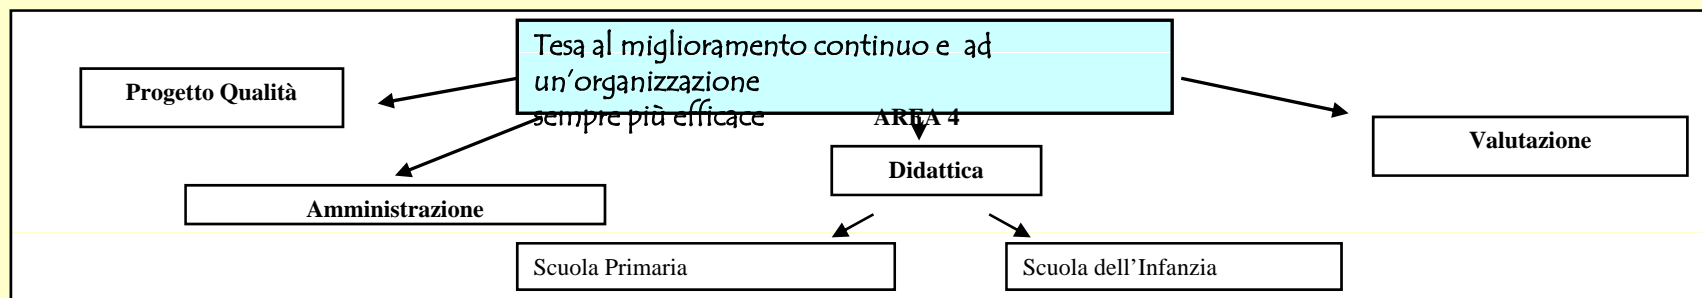 Tesa al miglioramento continuo e ad
un'organizzazione
sempre più efficace
AREA 4
Progetto Qualità
Valutazione
Didattica
Amministrazione
Scuola Primaria
Scuola dell'Infanzia